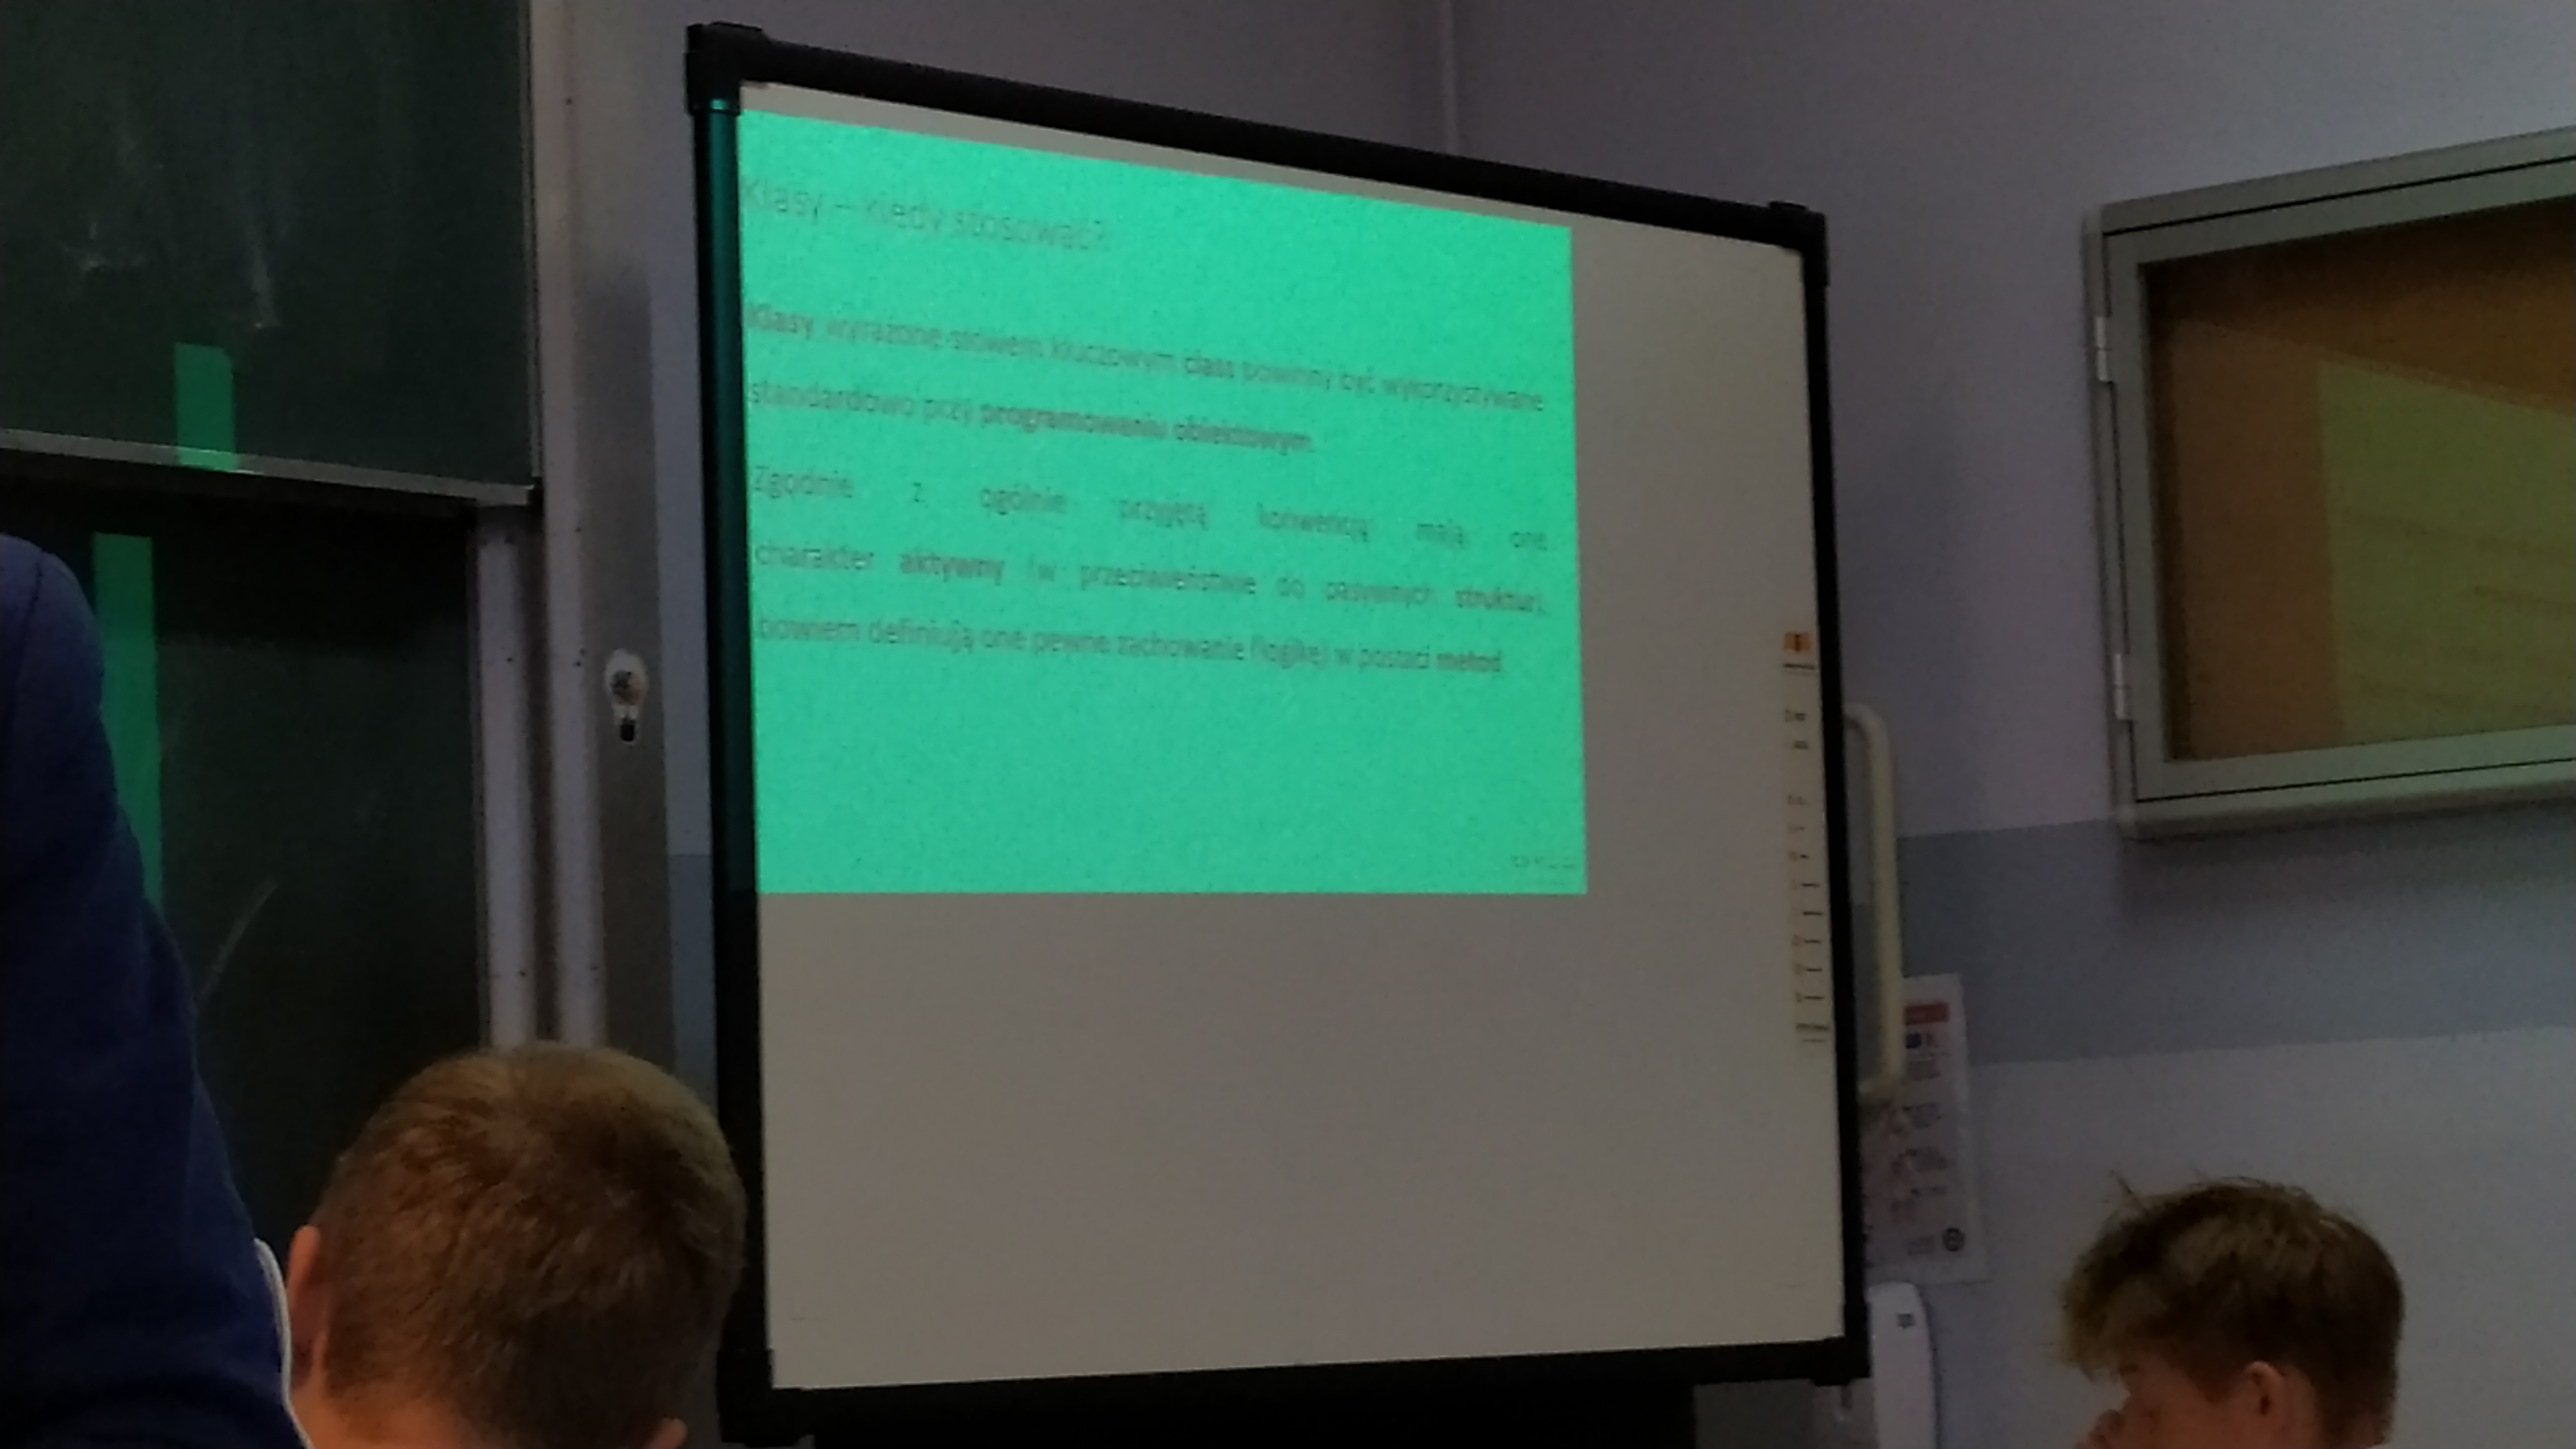 Klasy – kiedy stosować?
Klasy wyrażone słowem kluczowym class powinny być wykorzystywane
standardowo przy programowaniu obiektowym.
Zgodnie z ogólnie przyjętą konwencją mają one
charakter aktywny (w przeciwieństwie do pasywnych struktur),
bowiem definiują one pewne zachowanie (logikę) w postaci metod.